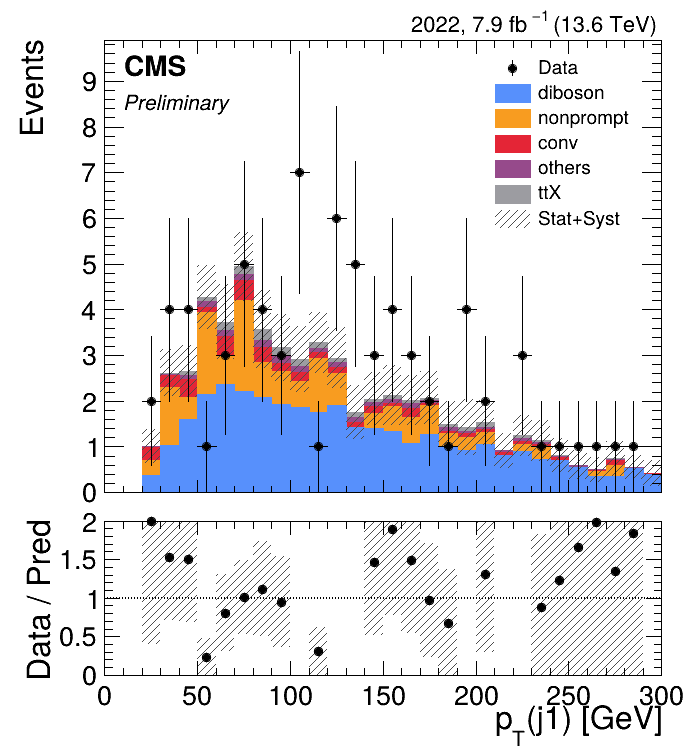 2022, 7.9 fb⁻¹ (13.6 TeV)
CMS
Preliminary
Events
9
8
7
6
5
4
3
2
1
0
Data
diboson
nonprompt
conv
others
ttX
Stat+Syst
Data / Pred
2
1.5
1
0.5
0
0 50 100 150 200 250 300
p_T(j1) [GeV]